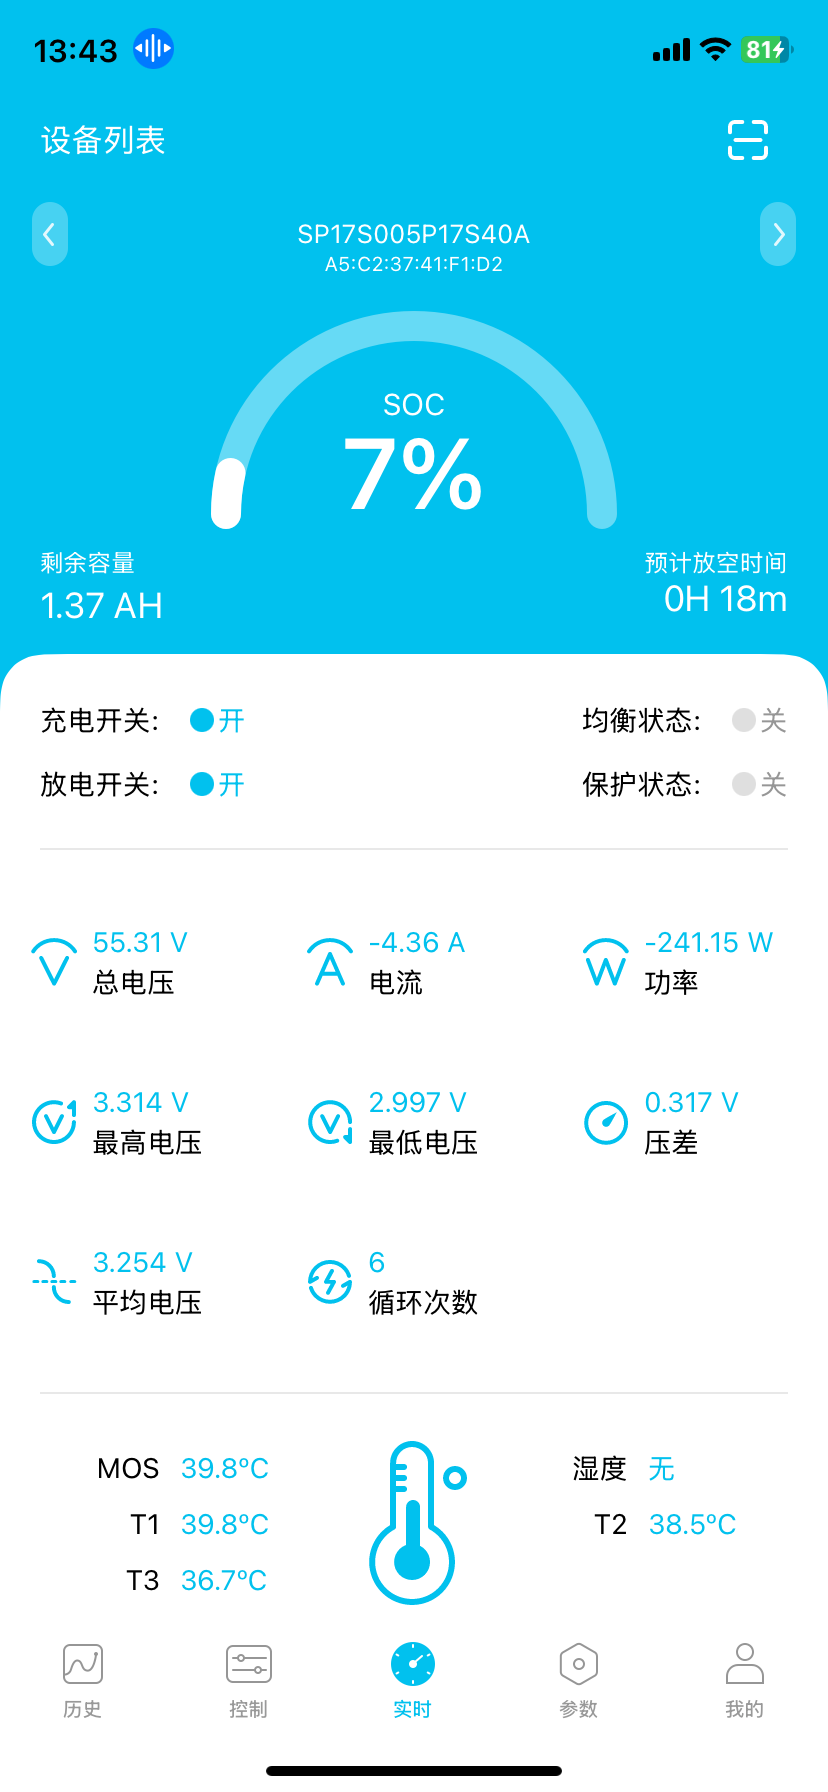 13:43
81
设备列表
SP17S005P17S40A
A5:C2:37:41:F1:D2
SOC
7%
剩余容量
预计放空时间
1.37 AH
0H 18m
充电开关: 开
均衡状态: 关
放电开关: 开
保护状态: 关
55.31 V
总电压
-4.36 A
电流
-241.15 W
功率
3.314 V
最高电压
2.997 V
最低电压
0.317 V
压差
3.254 V
平均电压
6
循环次数
MOS 39.8°C
湿度 无
T1 39.8°C
T2 38.5°C
T3 36.7°C
历史
控制
实时
参数
我的